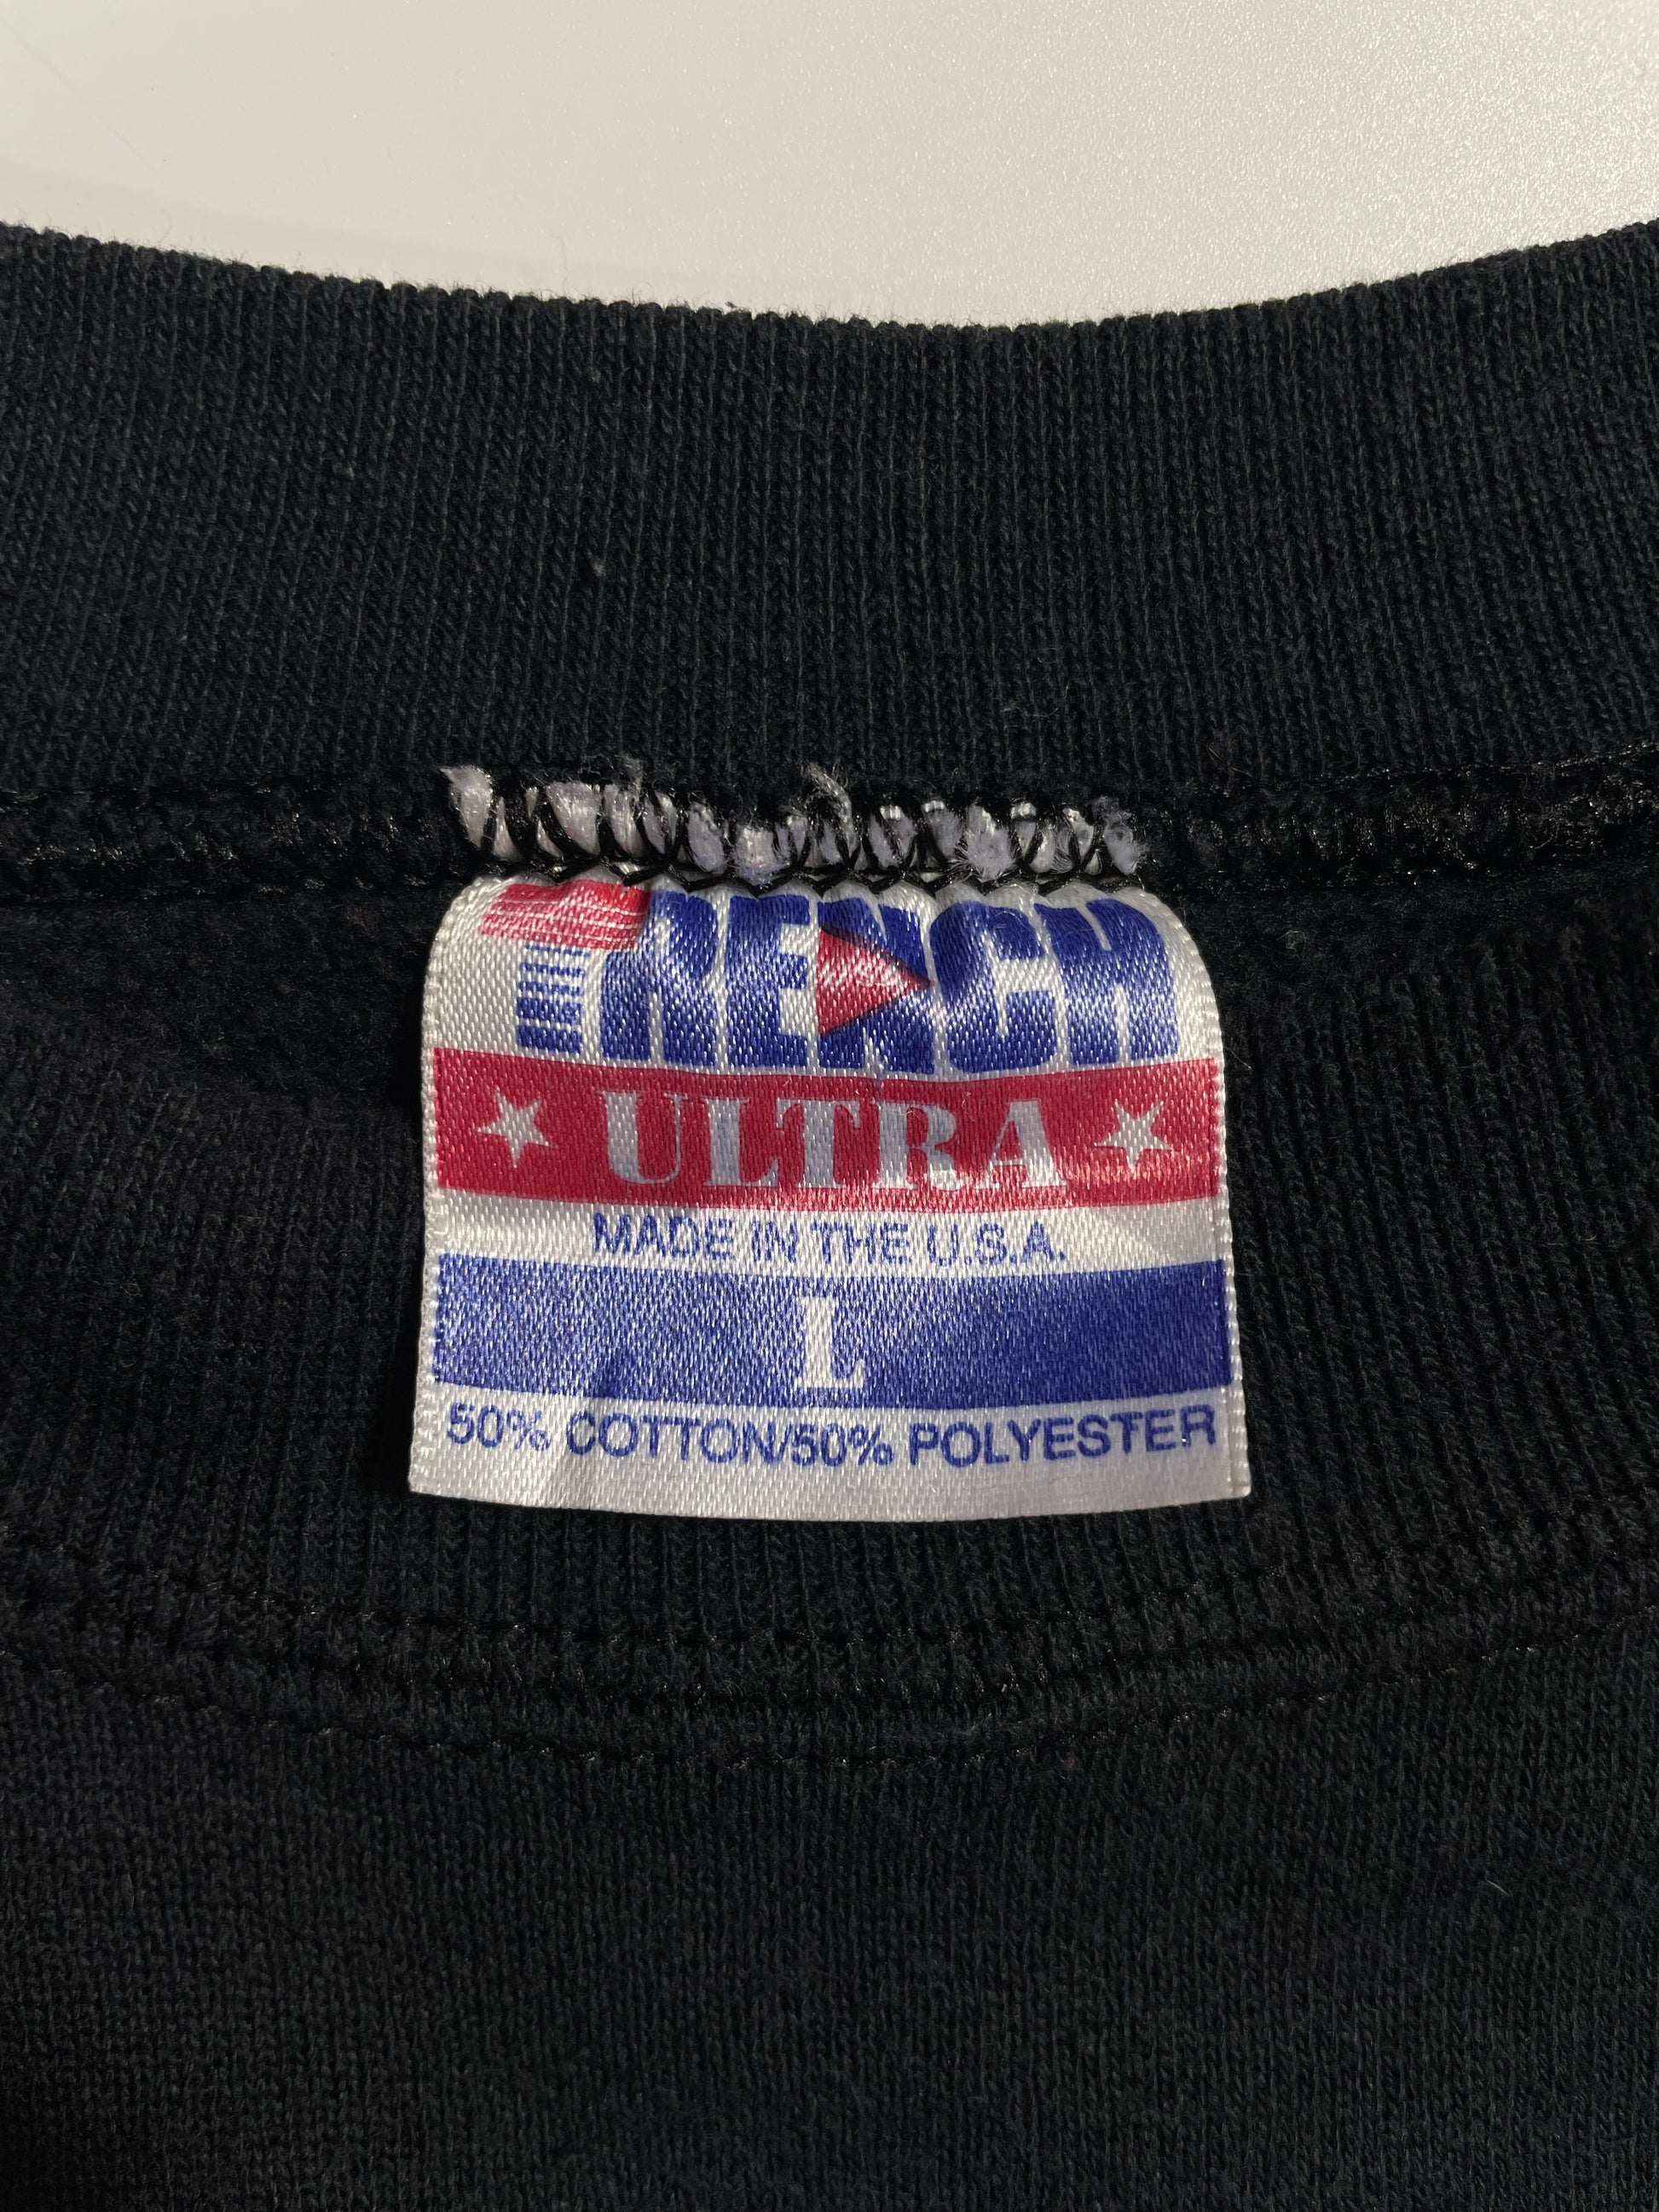 TRENCH
ULTRA
MADE IN THE U.S.A.
L
50% COTTON/50% POLYESTER